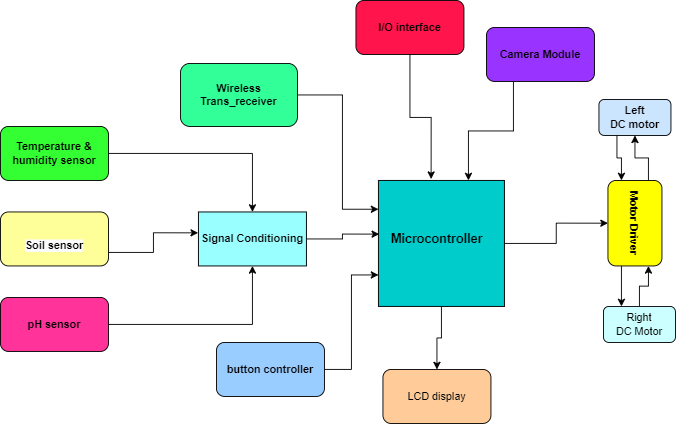 I/O interface
Camera Module
Wireless
Trans_receiver
Left
DC motor
Temperature &
humidity sensor
Signal Conditioning
Microcontroller
Motor Driver
Soil sensor
pH sensor
Right
DC Motor
button controller
LCD display